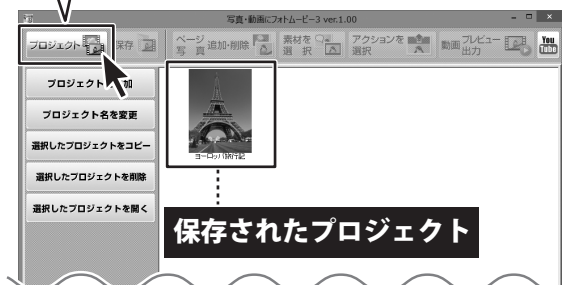 写真・動画にフォトムービー3 ver.1.00
プロジェクト
保存
ページ 追加・削除
写 真
素材を
選 択
アクションを
選択
動画 プレビュー
出力
You
Tube
加
プロジェクト
プロジェクト名を変更
選択したプロジェクトをコピー
選択したプロジェクトを削除
選択したプロジェクトを開く
ヨーロッパ旅行記
保存されたプロジェクト